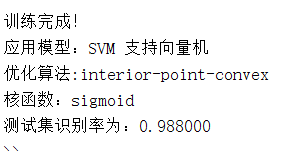 训练完成!
应用模型: SVM 支持向量机
优化算法:interior-point-convex
核函数: sigmoid
测试集识别率为: 0.988000
>>